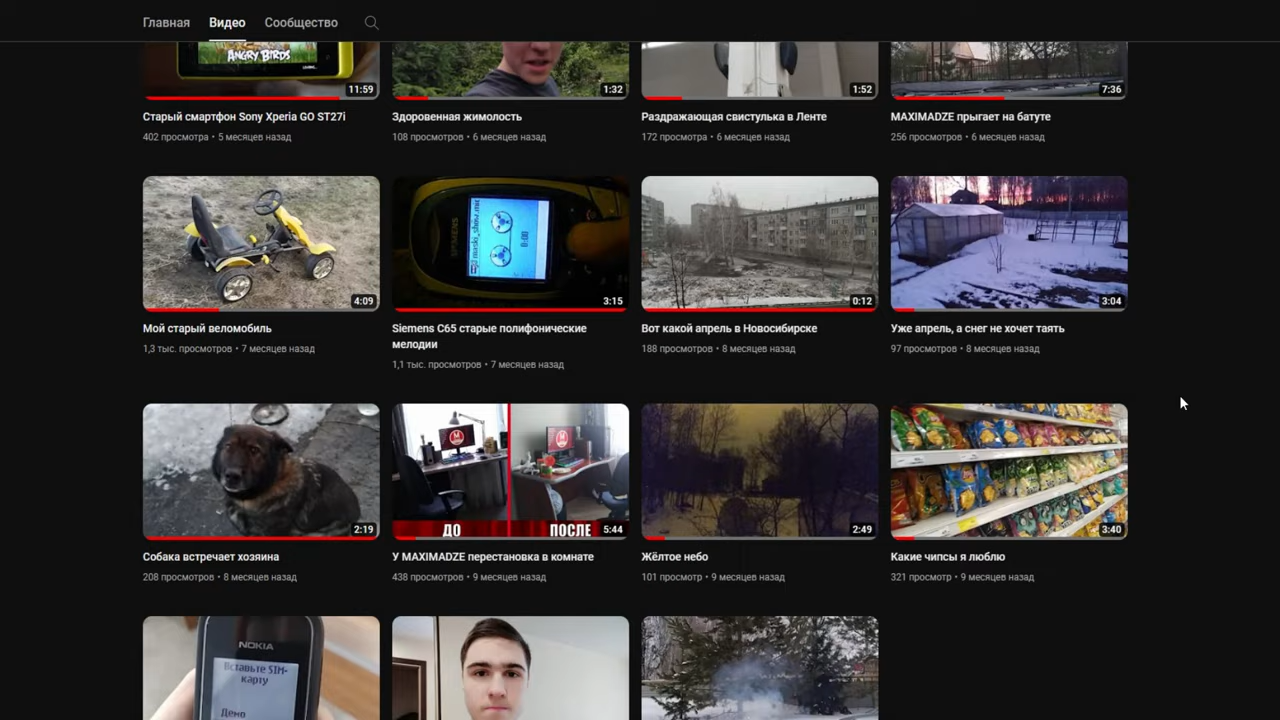 Главная Видео Сообщество
ANGRY BIRDS
11:59
1:32
1:52
7:36
Старый смартфон Sony Xperia GO ST27i
402 просмотра • 5 месяцев назад
Здоровенная жимолость
108 просмотров • 6 месяцев назад
Раздражающая свистулька в Ленте
172 просмотра • 6 месяцев назад
MAXIMADZE прыгает на батуте
256 просмотров • 6 месяцев назад
4:09
SIEMENS
0:00
3:15
0:12
3:04
Мой старый веломобиль
1,3 тыс. просмотров • 7 месяцев назад
Siemens C65 старые полифонические
мелодии
1,1 тыс. просмотров • 7 месяцев назад
Вот какой апрель в Новосибирске
188 просмотров • 8 месяцев назад
Уже апрель, а снег не хочет таять
97 просмотров • 8 месяцев назад
2:19
ДО
ПОСЛЕ
5:44
2:49
3:40
Собака встречает хозяина
208 просмотров • 8 месяцев назад
У MAXIMADZE перестановка в комнате
438 просмотров • 9 месяцев назад
Жёлтое небо
101 просмотр • 9 месяцев назад
Какие чипсы я люблю
321 просмотр • 9 месяцев назад
NOKIA
Вставьте SIM-
карту
Демо